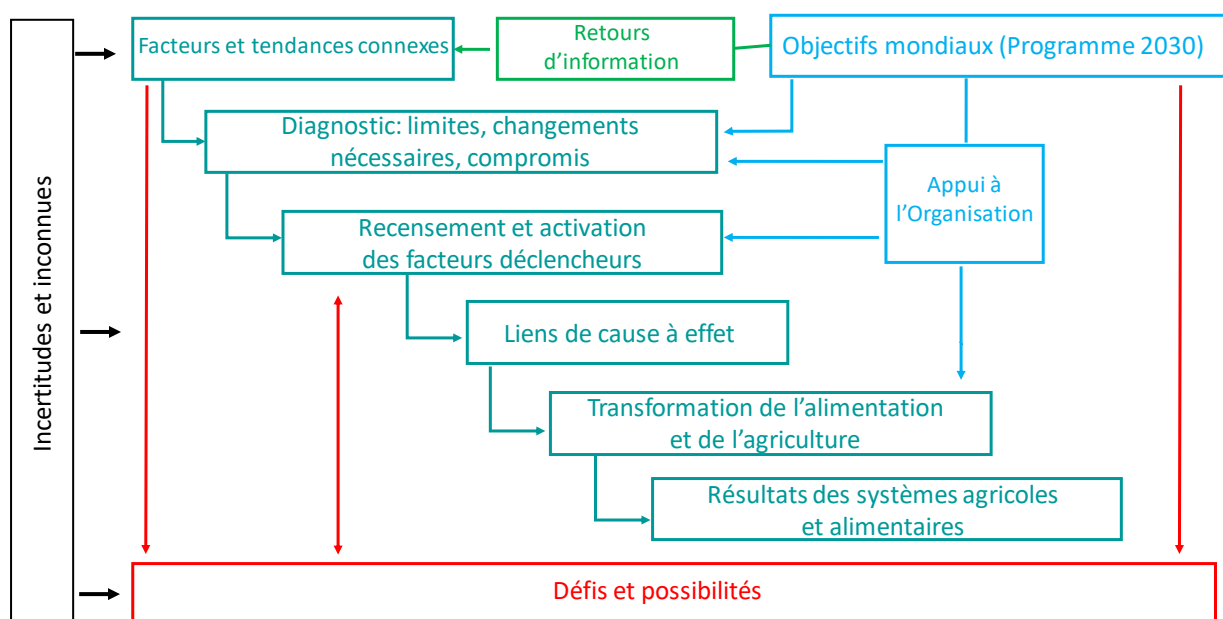 Incertitudes et inconnues
Facteurs et tendances connexes
Retours
d’information
Objectifs mondiaux (Programme 2030)
Diagnostic: limites, changements
nécessaires, compromis
Appui à
l’Organisation
Recensement et activation
des facteurs déclencheurs
Liens de cause à effet
Transformation de l’alimentation
et de l’agriculture
Résultats des systèmes agricoles
et alimentaires
Défis et possibilités